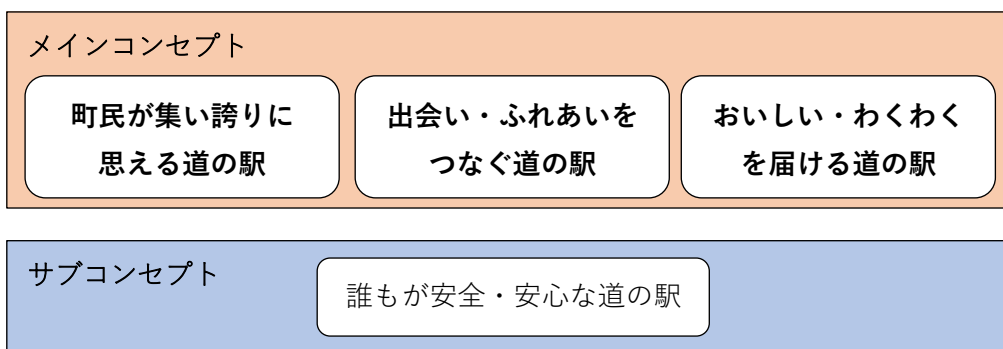 メインコンセプト
町民が集い誇りに
思える道の駅
出会い・ふれあいを
つなぐ道の駅
おいしい・わくわく
を届ける道の駅
サブコンセプト
誰もが安全・安心な道の駅